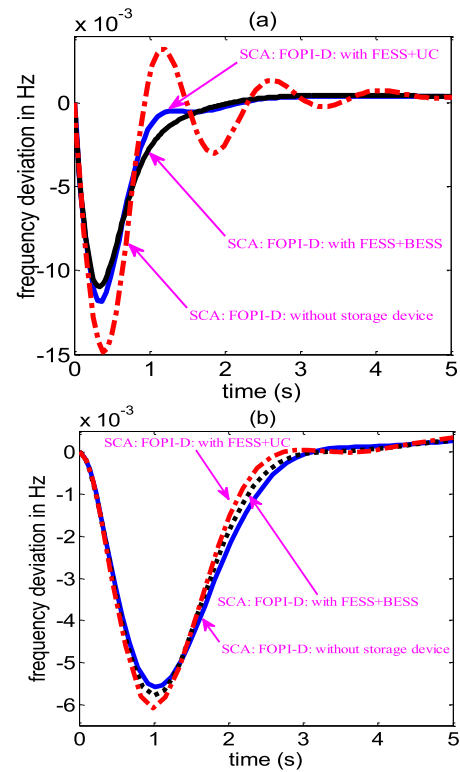 (a)
x 10-3
SCA: FOPI-D: with FESS+UC
0
-5
-10
-15
frequency deviation in Hz
SCA: FOPI-D: with FESS+BESS
SCA: FOPI-D: without storage device
0 1 2 3 4 5
time (s)
(b)
x 10-3
SCA: FOPI-D: with FESS+UC
0
-1
-2
-3
-4
-5
-6
frequency deviation in Hz
SCA: FOPI-D: with FESS+BESS
SCA: FOPI-D: without storage device
0 1 2 3 4 5
time (s)